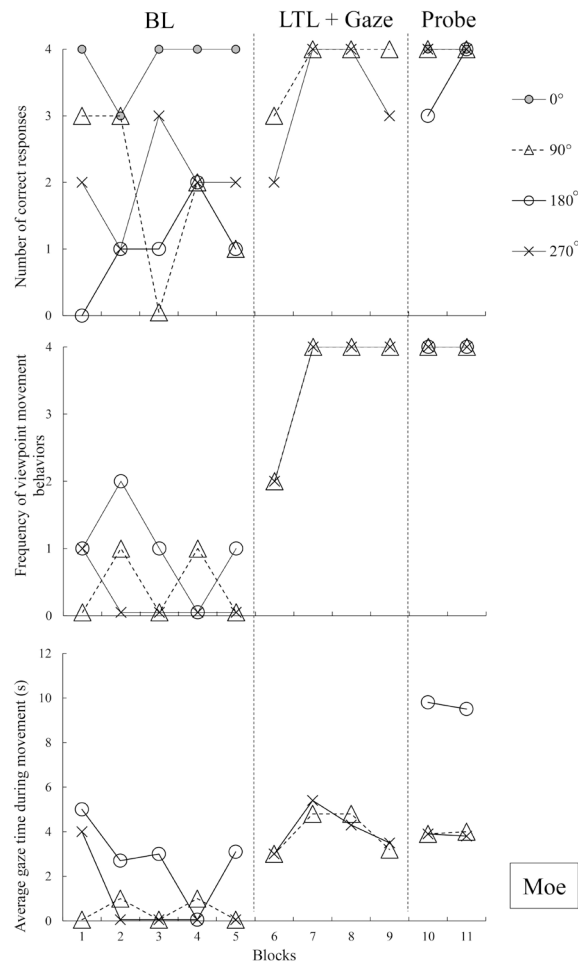 BL LTL + Gaze Probe
Number of correct responses
4
3
2
1
0
0°
90°
180°
270°
Frequency of viewpoint movement
behaviors
4
3
2
1
0
Average gaze time during movement (s)
12
10
8
6
4
2
0
1 2 3 4 5 6 7 8 9 10 11
Blocks
Moe